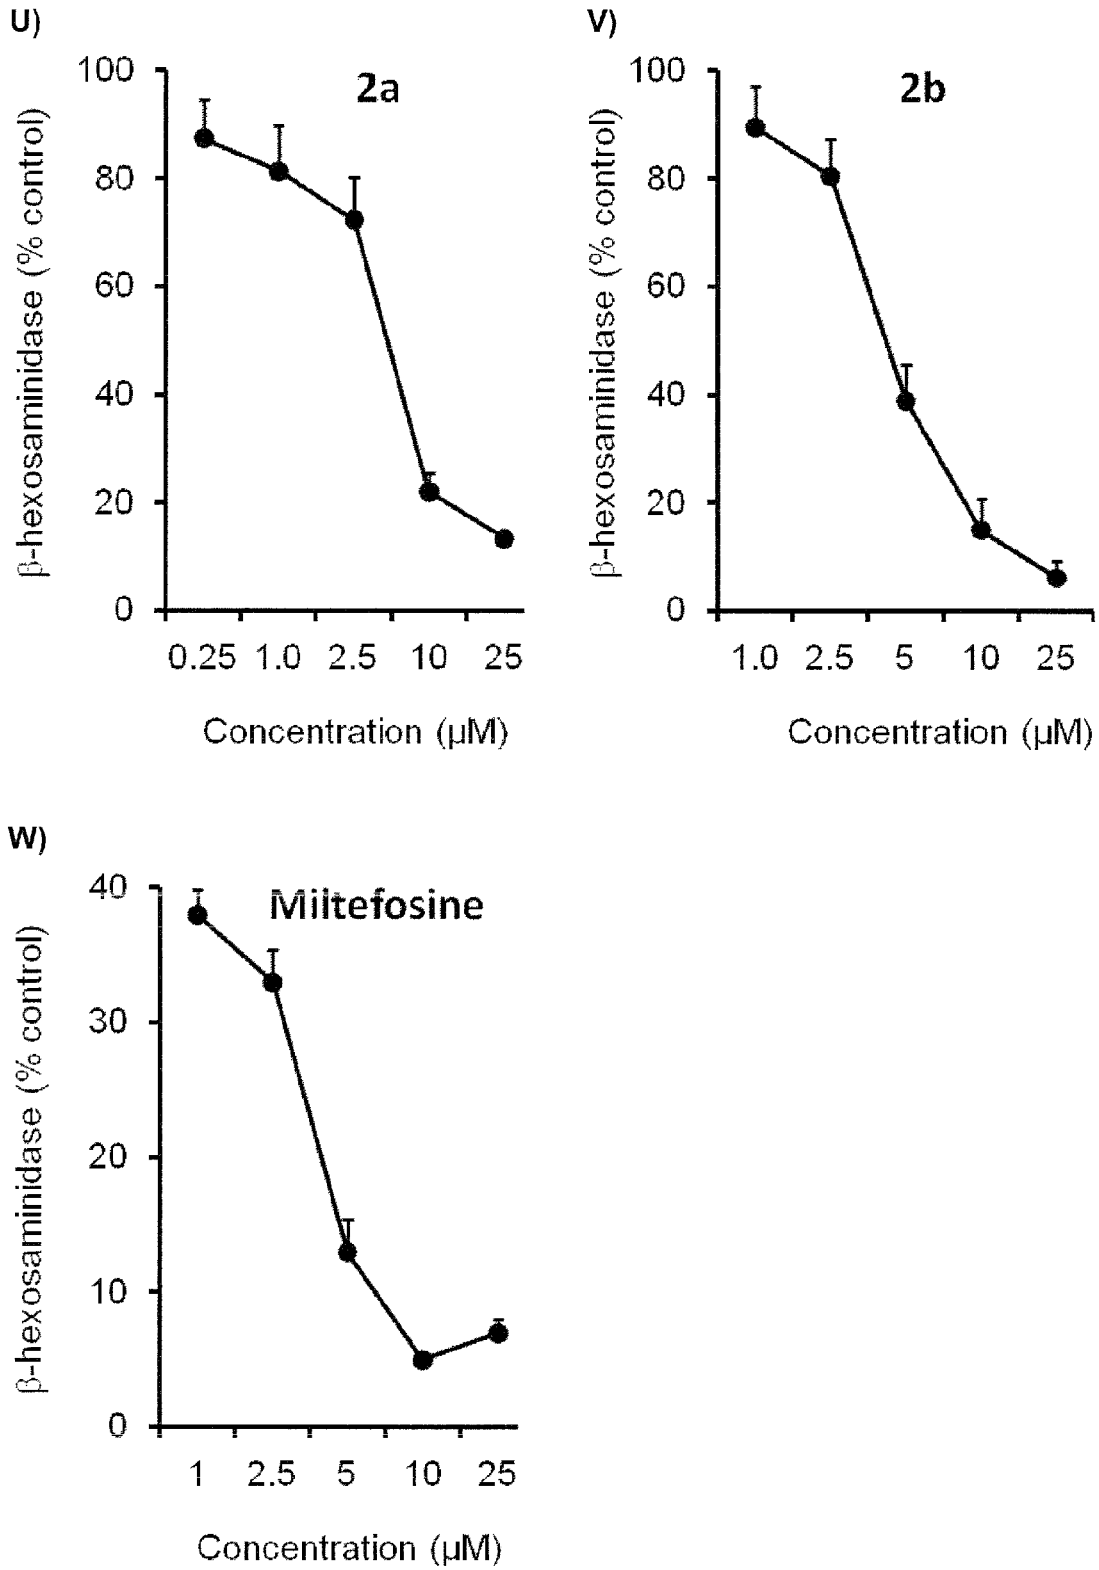 U)
2a
β-hexosaminidase (% control)
100
80
60
40
20
0
0.25 1.0 2.5 10 25
Concentration (µM)
V)
2b
β-hexosaminidase (% control)
100
80
60
40
20
0
1.0 2.5 5 10 25
Concentration (µM)
W)
Miltefosine
β-hexosaminidase (% control)
40
30
20
10
0
1 2.5 5 10 25
Concentration (µM)